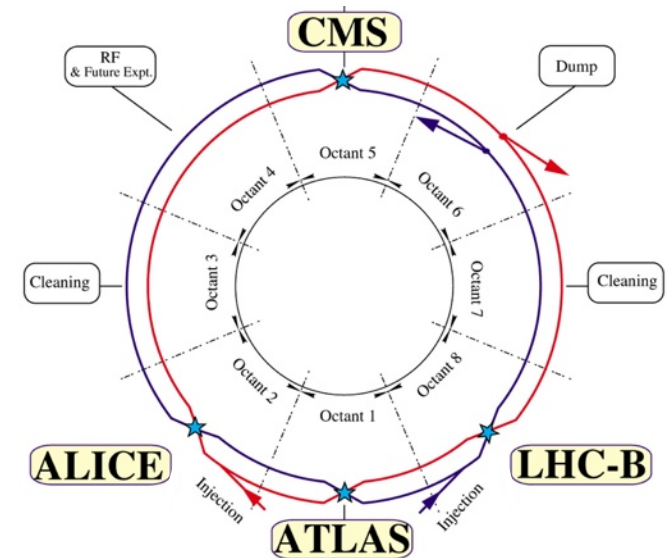 CMS
RF
& Future Expt.
Dump
Octant 5
Octant 4
Octant 6
Cleaning
Octant 3
Octant 7
Cleaning
Octant 2
Octant 8
Octant 1
ALICE
LHC-B
Injection
Injection
ATLAS